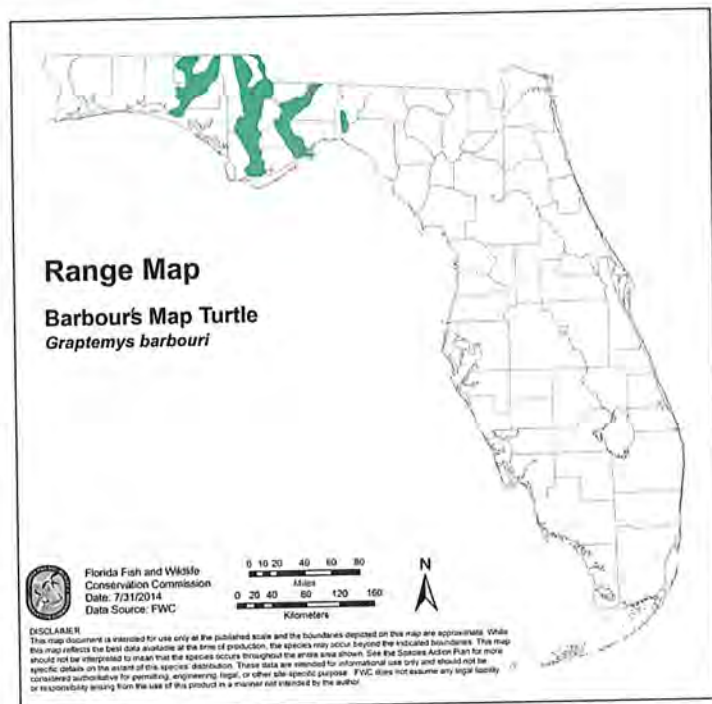 Range Map
Barbour's Map Turtle
Graptemys barbouri
Florida Fish and Wildlife
Conservation Commission
Date: 7/31/2014
Data Source: FWC
0 10 20 40 60 80
Miles
0 20 40 80 120 160
Kilometers
N
DISCLAIMER
This map document is intended for use only at the published scale and the boundaries depicted on this map are approximate. While
this map reflects the best data available at the time of production, the species may occur beyond the indicated boundaries. This map
should not be interpreted to mean that the species occurs throughout the entire area shown. See the Species Action Plan for more
specific details on the extent of this species' distribution. These data are intended for informational use only and should not be
considered authoritative for permitting, engineering, legal, or other site-specific purpose. FWC does not assume any legal liability
or responsibility arising from the use of this product in a manner not intended by the author.